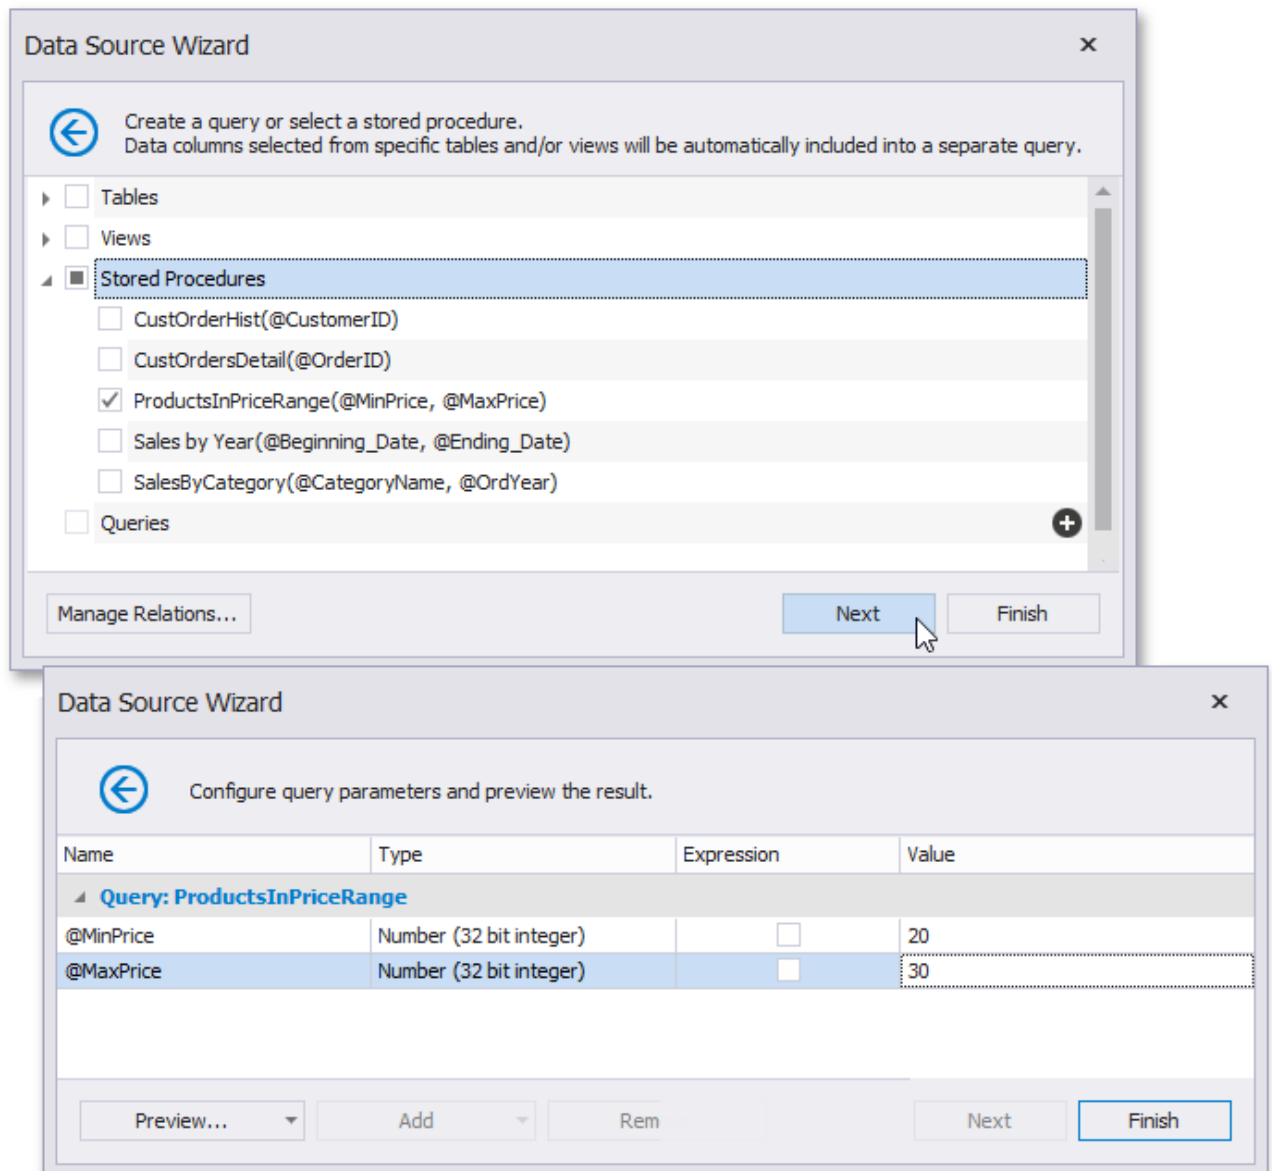 Data Source Wizard
Create a query or select a stored procedure.
Data columns selected from specific tables and/or views will be automatically included into a separate query.
Tables
Views
Stored Procedures
CustOrderHist(@CustomerID)
CustOrdersDetail(@OrderID)
ProductsInPriceRange(@MinPrice, @MaxPrice)
Sales by Year(@Beginning_Date, @Ending_Date)
SalesByCategory(@CategoryName, @OrdYear)
Queries
Manage Relations... Next Finish
Data Source Wizard
Configure query parameters and preview the result.
Name Type Expression Value
Query: ProductsInPriceRange
@MinPrice Number (32 bit integer) 20
@MaxPrice Number (32 bit integer) 30
Preview... Add Rem Next Finish